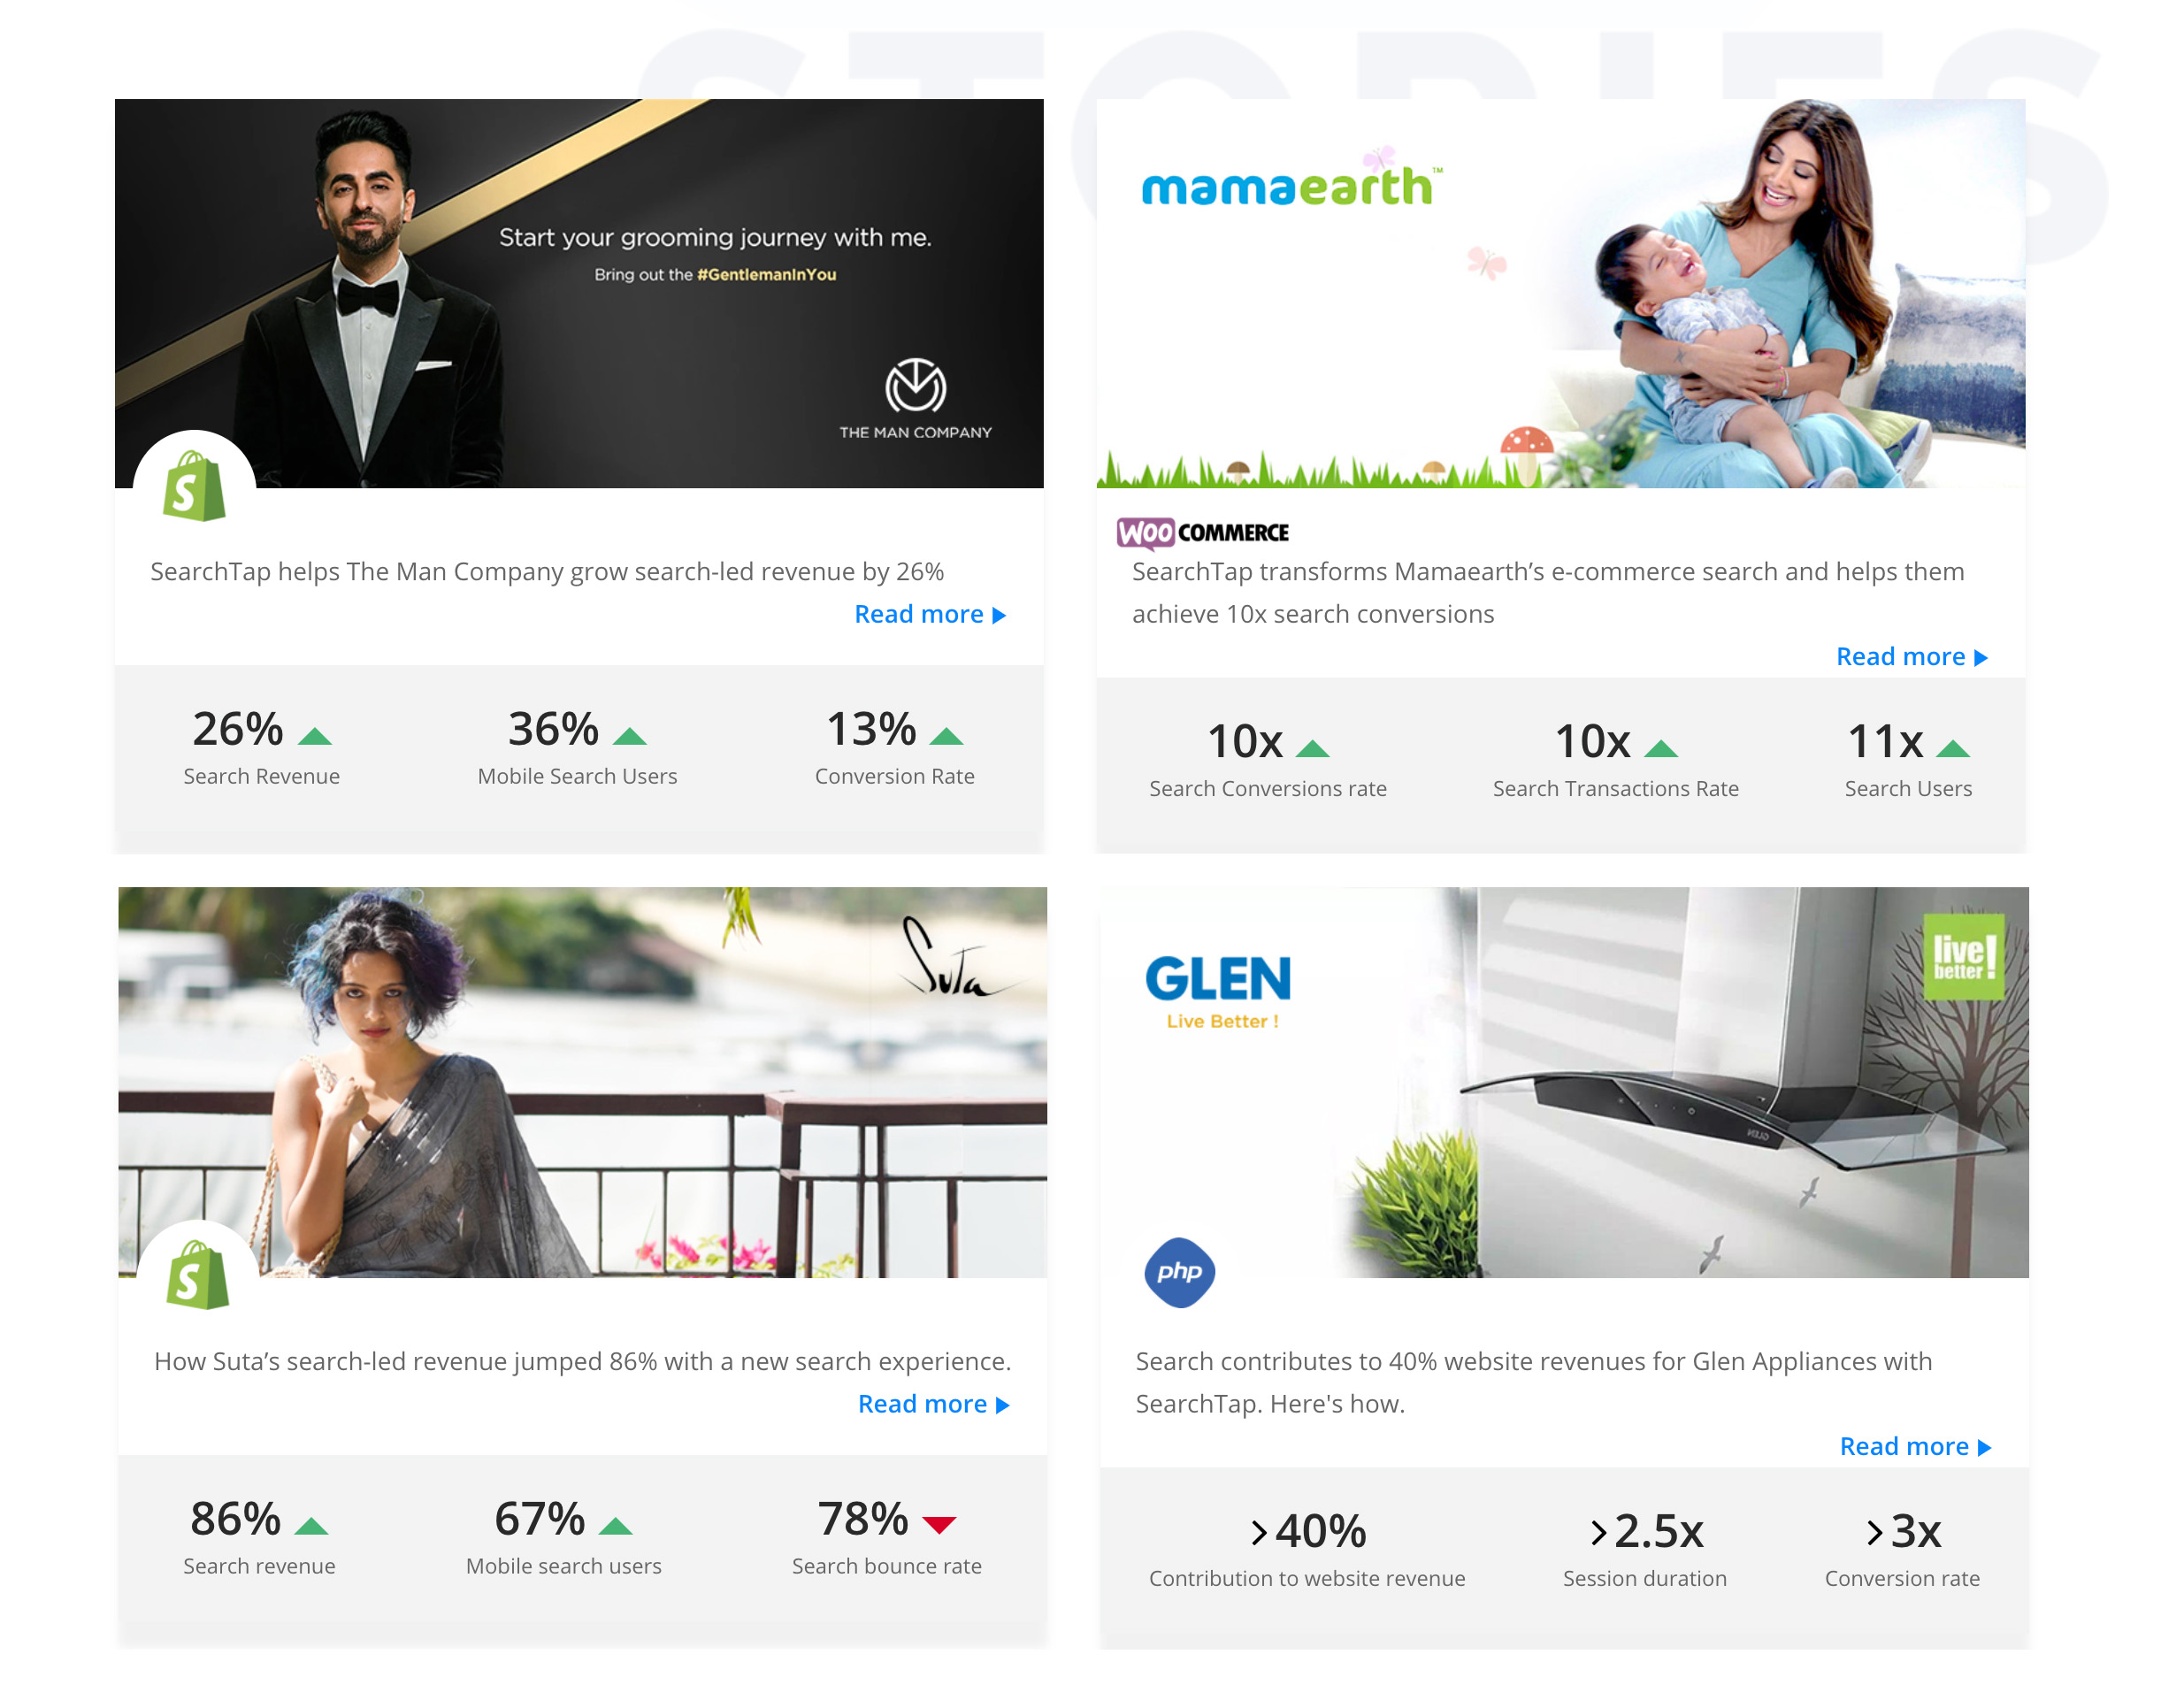 STORIES
Start your grooming journey with me.
Bring out the #GentlemanInYou
THE MAN COMPANY
SearchTap helps The Man Company grow search-led revenue by 26%
Read more
26%
Search Revenue
36%
Mobile Search Users
13%
Conversion Rate
mamaearth™
WOO COMMERCE
SearchTap transforms Mamaearth’s e-commerce search and helps them
achieve 10x search conversions
Read more
10x
Search Conversions rate
10x
Search Transactions Rate
11x
Search Users
Suta
How Suta’s search-led revenue jumped 86% with a new search experience.
Read more
86%
Search revenue
67%
Mobile search users
78%
Search bounce rate
GLEN
Live Better !
live!
better
GLEN
php
Search contributes to 40% website revenues for Glen Appliances with
SearchTap. Here's how.
Read more
>40%
Contribution to website revenue
>2.5x
Session duration
>3x
Conversion rate